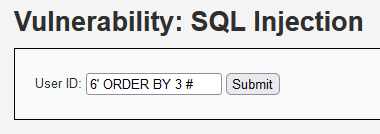 Vulnerability: SQL Injection
User ID: 6' ORDER BY 3 # Submit